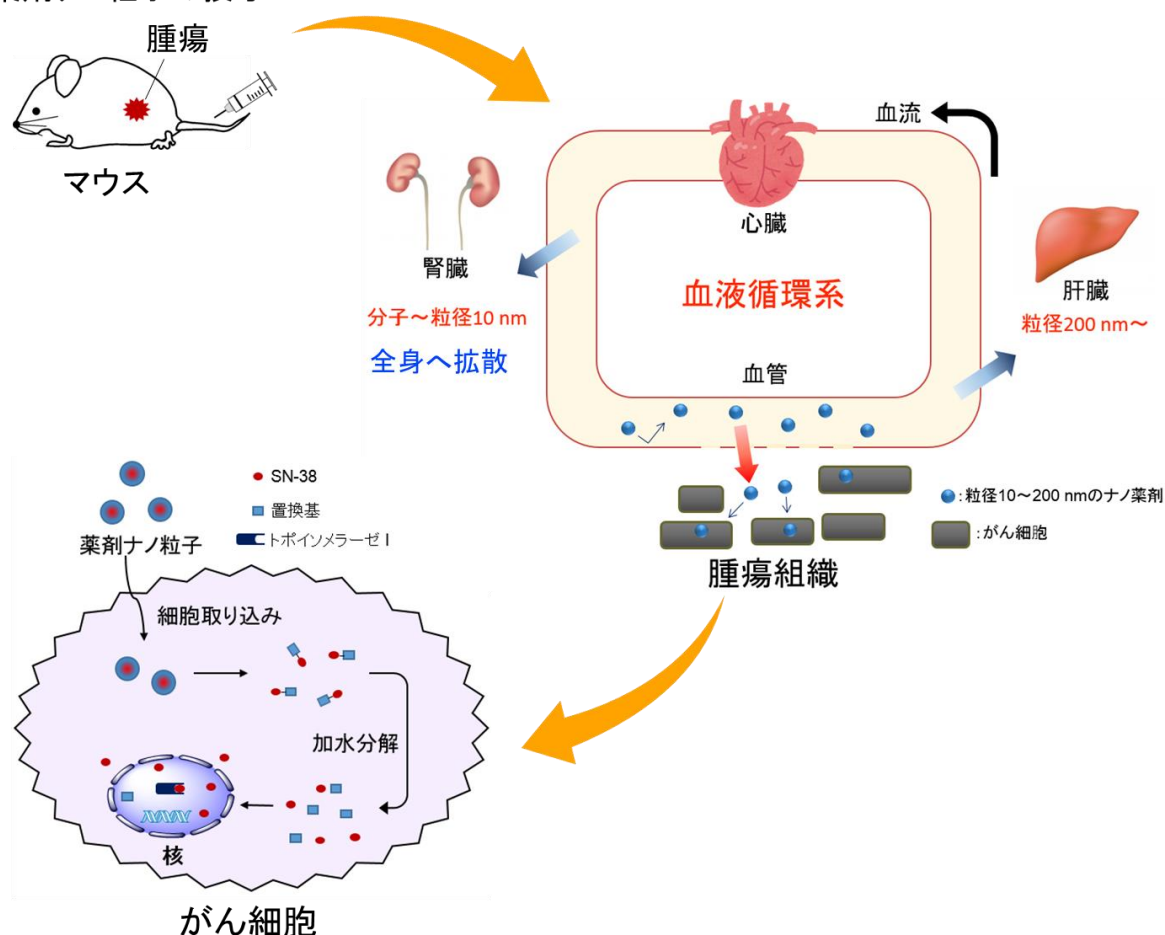 腫瘍
マウス
血流
心臓
腎臓
分子～粒径10 nm
全身へ拡散
血液循環系
肝臓
粒径200 nm～
血管
:粒径10～200 nmのナノ薬剤
:がん細胞
腫瘍組織
SN-38
置換基
トポイソメラーゼ I
薬剤ナノ粒子
細胞取り込み
加水分解
核
がん細胞